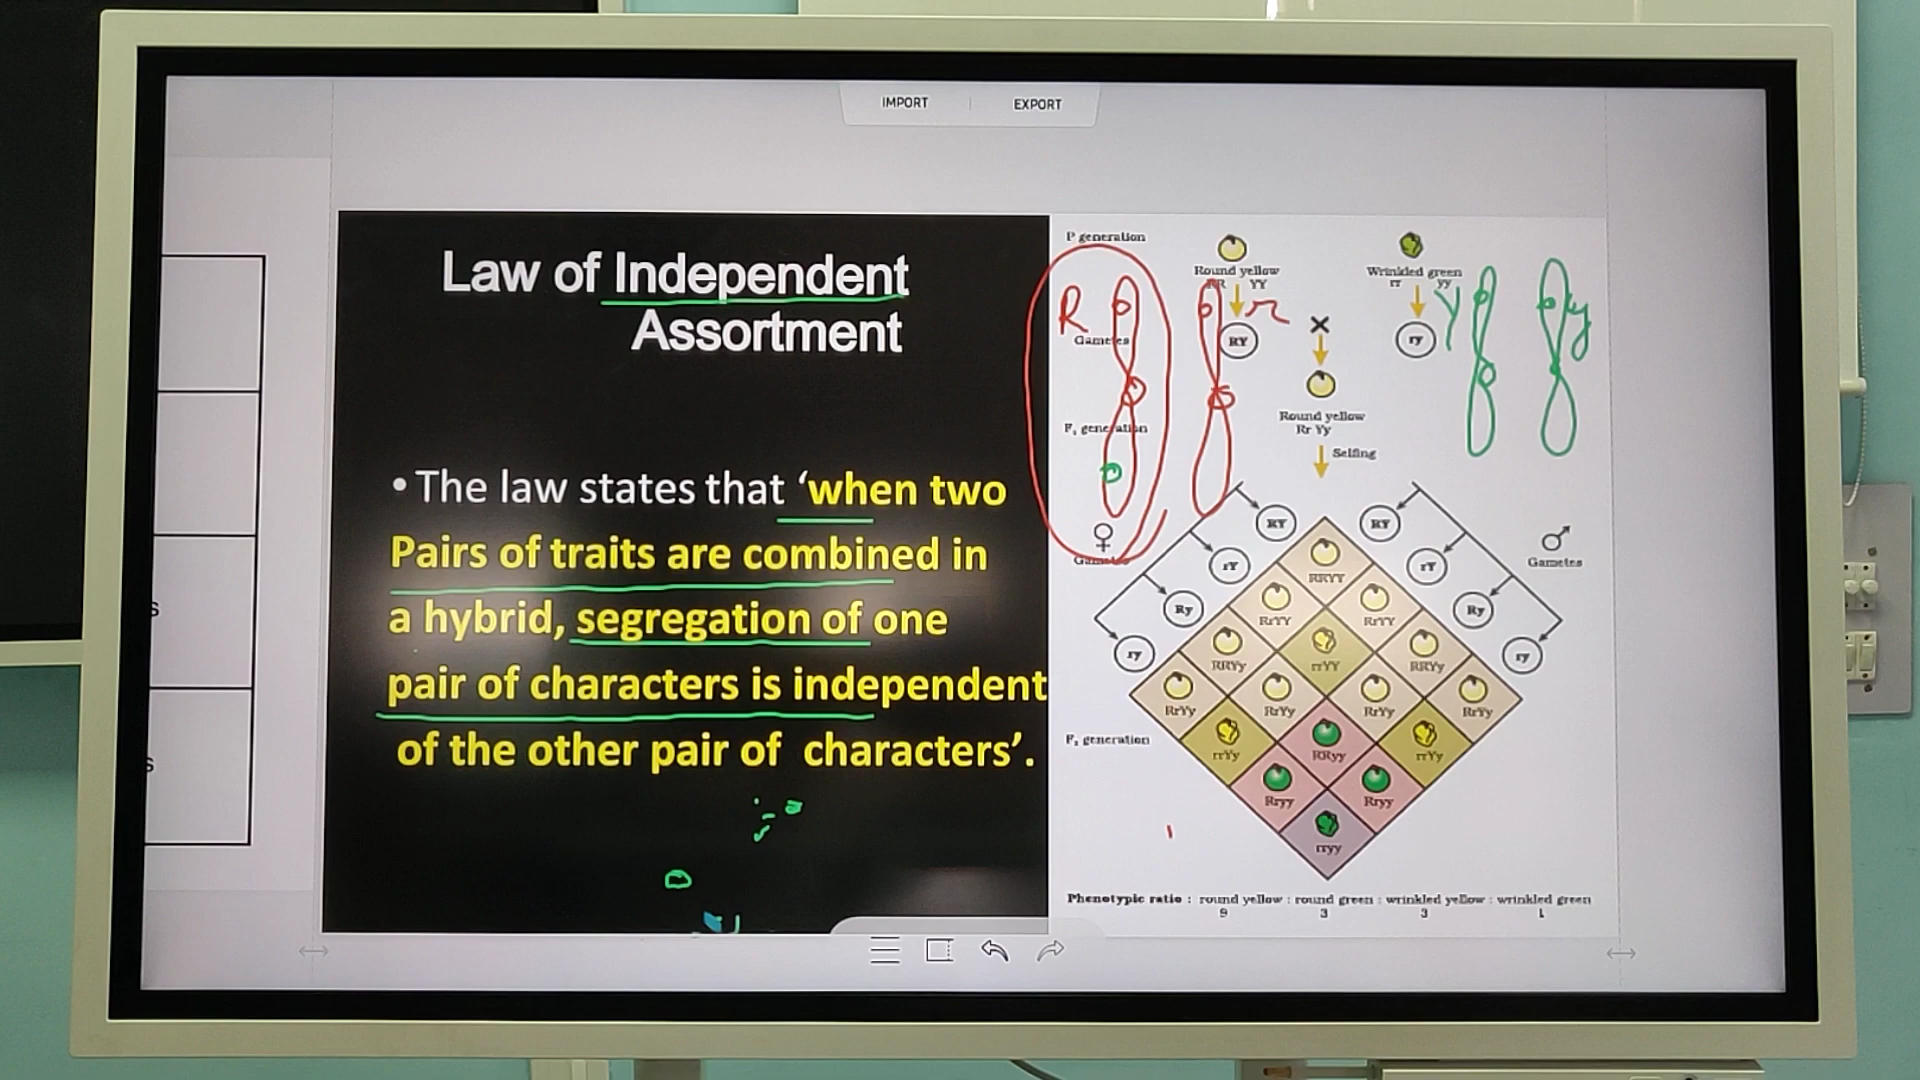 IMPORT
EXPORT
s
s
Law of Independent
Assortment
•The law states that ‘when two
Pairs of traits are combined in
a hybrid, segregation of one
pair of characters is independent
of the other pair of characters’.
P generation
Round yellow
RR YY
Wrinkled green
rr yy
R
r
Y
y
Gametes
RY
×
ry
F₁ generation
Round yellow
Rr Yy
Selfing
♀
♂
Gametes
RY
RY
rY
rY
Ry
Ry
ry
ry
RRYY
RrYY
RrYY
RRYy
rrYY
RRYy
RrYy
RrYy
RrYy
RrYy
F₂ generation
rrYy
RRyy
rrYy
Rryy
Rryy
rryy
Phenotypic ratio : round yellow : round green : wrinkled yellow : wrinkled green
9 3 3 1